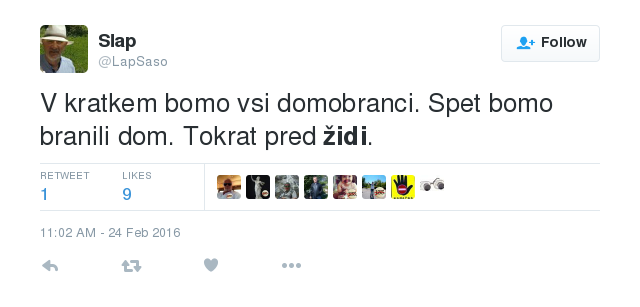 Slap
@LapSaso
Follow
V kratkem bomo vsi domobranci. Spet bomo
branili dom. Tokrat pred židi.
RETWEET LIKES
1 9
11:02 AM - 24 Feb 2016